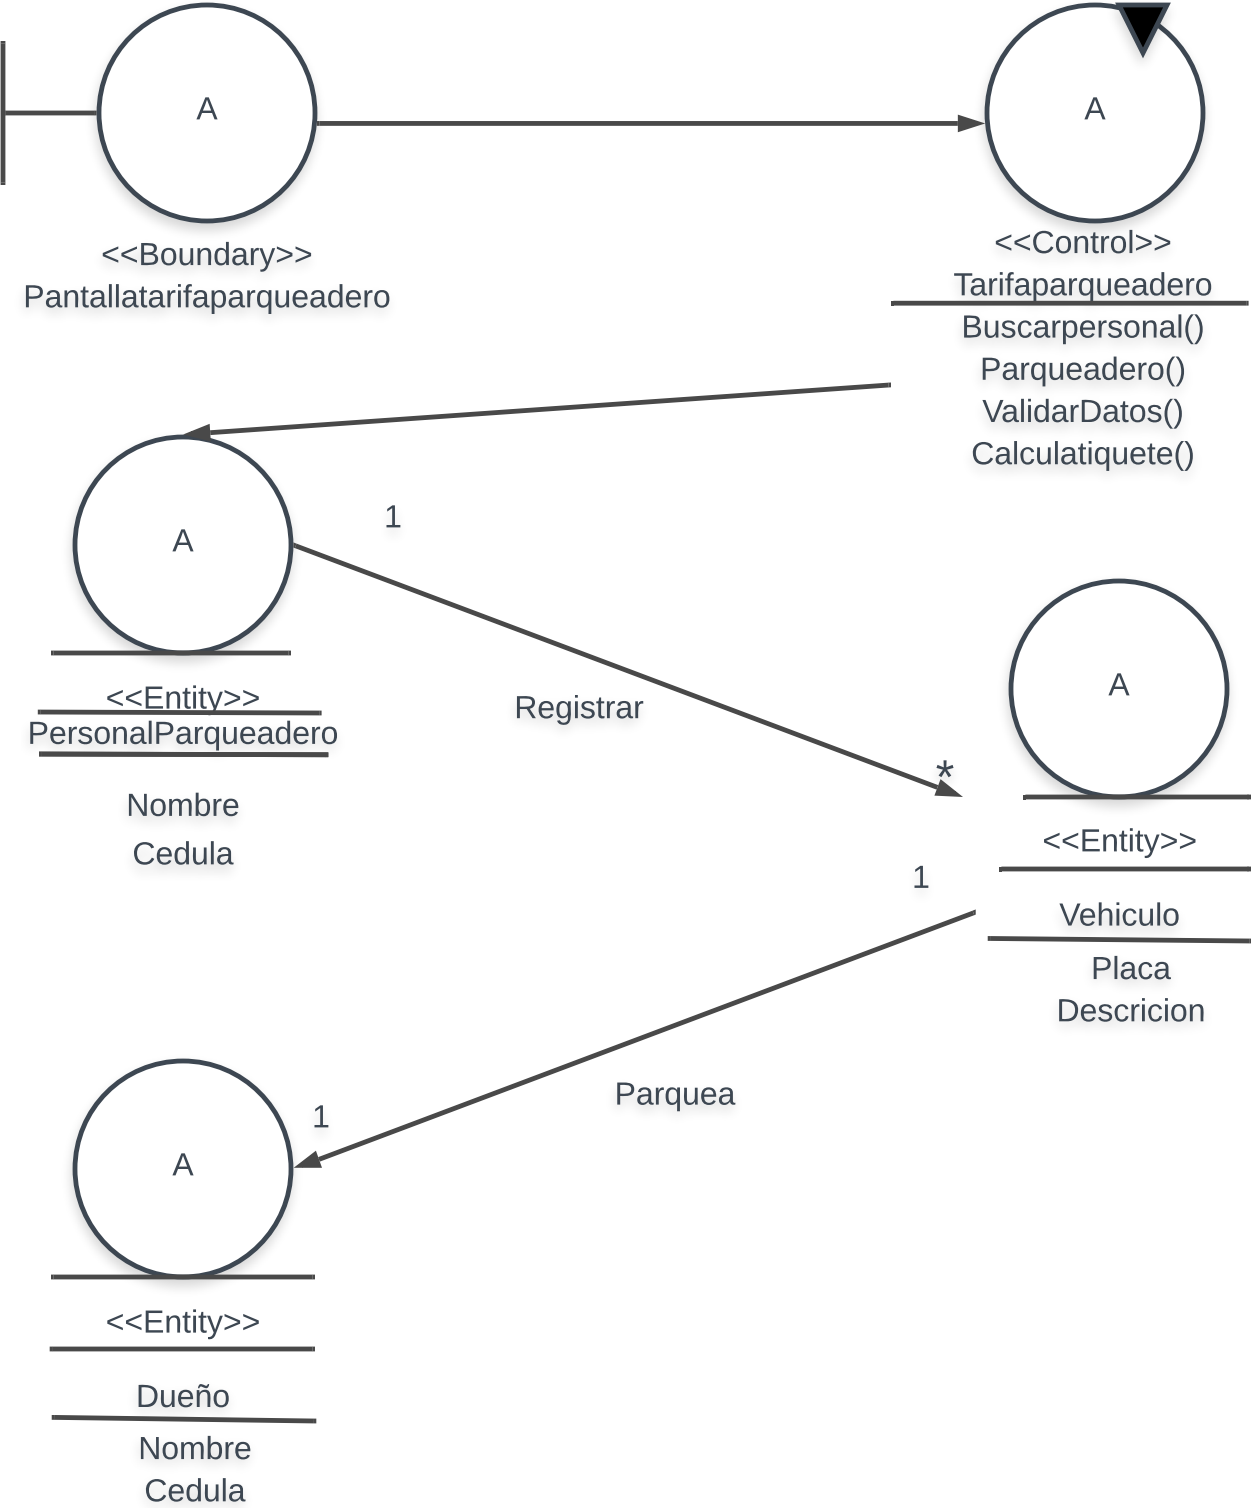 A
<<Boundary>>
Pantallatarifaparqueadero
A
<<Control>>
Tarifaparqueadero
Buscarpersonal()
Parqueadero()
ValidarDatos()
Calculatiquete()
A
<<Entity>>
PersonalParqueadero
Nombre
Cedula
1
Registrar
*
A
<<Entity>>
Vehiculo
Placa
Descricion
1
Parquea
1
A
<<Entity>>
Dueño
Nombre
Cedula